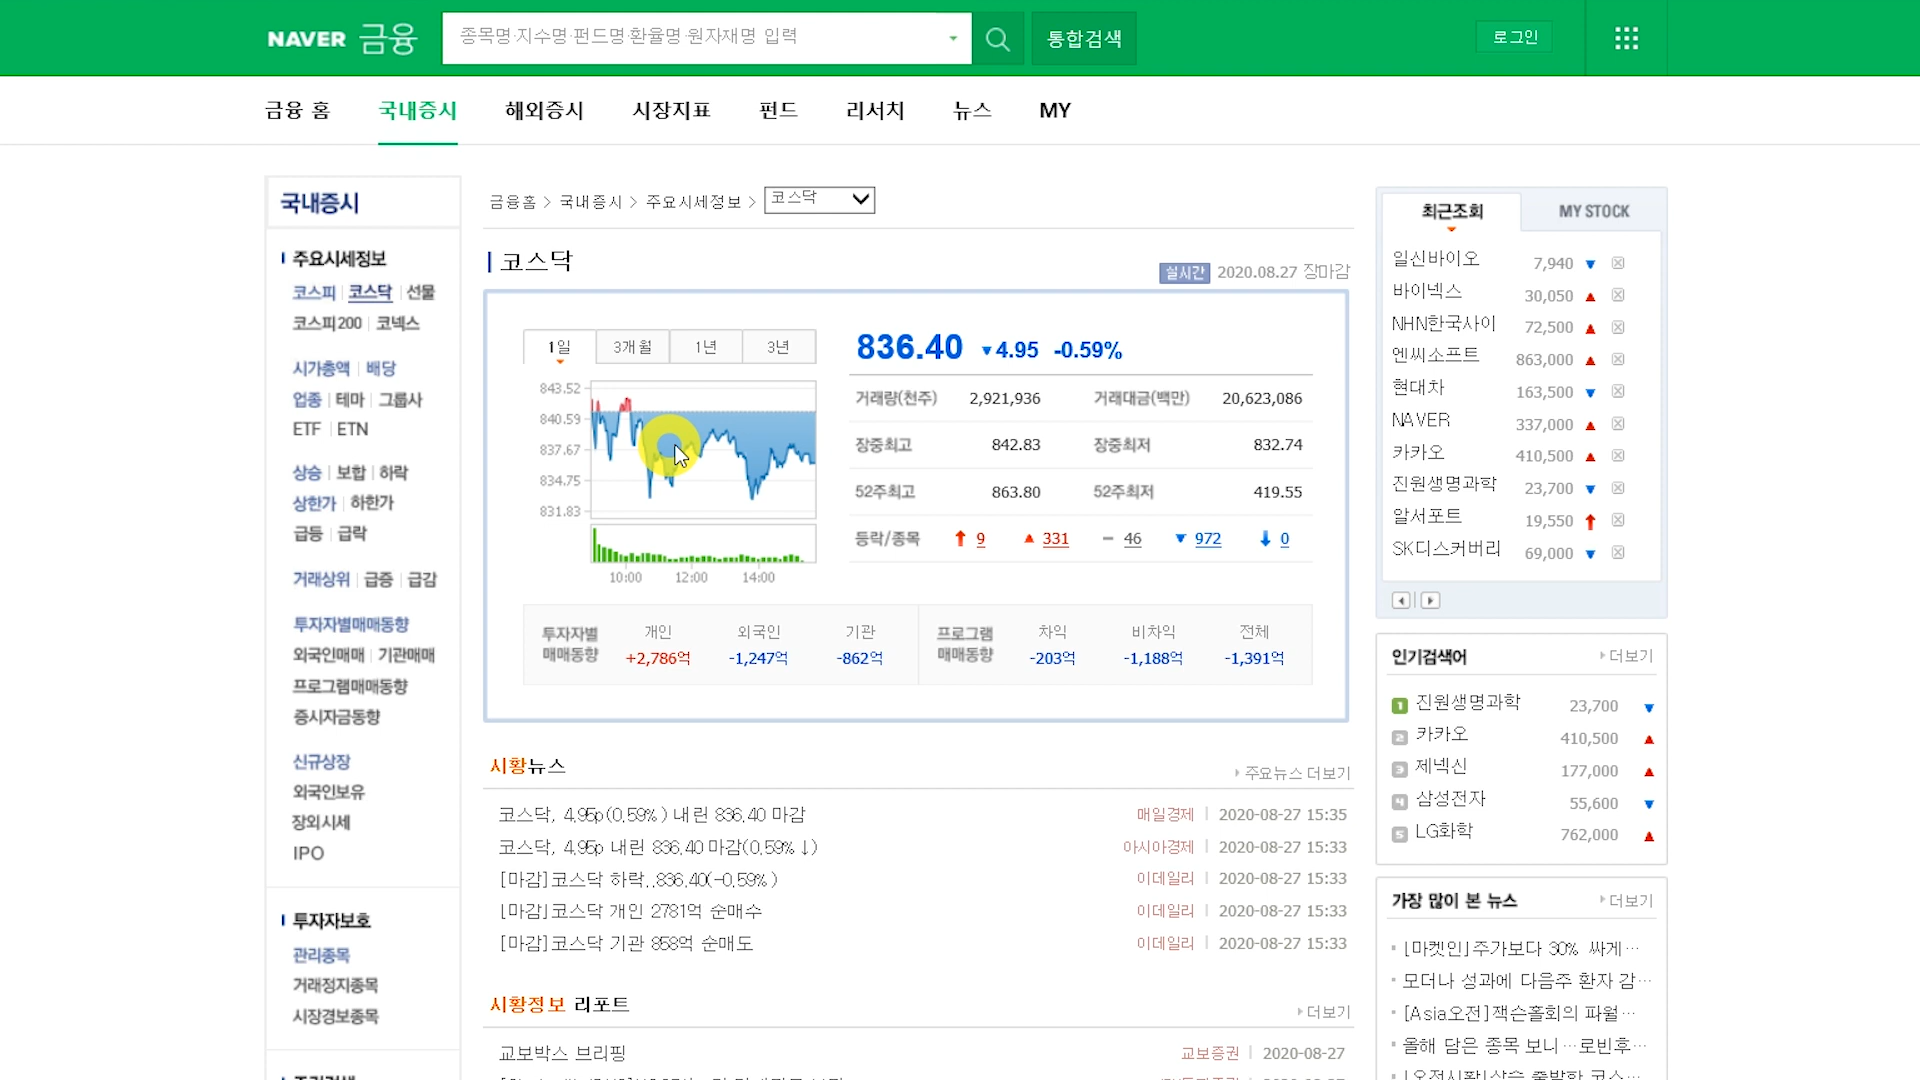 NAVER 금융
종목명·지수명·펀드명·환율명·원자재명 입력
통합검색
로그인
금융 홈 국내증시 해외증시 시장지표 펀드 리서치 뉴스 MY
국내증시
주요시세정보
코스피 코스닥 선물
코스피200 코넥스
시가총액 배당
업종 테마 그룹사
ETF ETN
상승 보합 하락
상한가 하한가
급등 급락
거래상위 급증 급감
투자자별매매동향
외국인매매 기관매매
프로그램매매동향
증시자금동향
신규상장
외국인보유
장외시세
IPO
투자자보호
관리종목
거래정지종목
시장경보종목
금융홈 > 국내증시 > 주요시세정보 > 코스닥
코스닥
실시간 2020.08.27 장마감
1일 3개월 1년 3년
843.52
840.59
837.67
834.75
831.83
10:00 12:00 14:00
836.40 ▼4.95 -0.59%
거래량(천주) 2,921,936 거래대금(백만) 20,623,086
장중최고 842.83 장중최저 832.74
52주최고 863.80 52주최저 419.55
등락/종목 ↑ 9 ▲ 331 − 46 ▼ 972 ↓ 0
투자자별 매매동향
개인 외국인 기관
+2,786억 -1,247억 -862억
프로그램 매매동향
차익 비차익 전체
-203억 -1,188억 -1,391억
시황뉴스
주요뉴스 더보기
코스닥, 4.95p(0.59%) 내린 836.40 마감 매일경제 2020-08-27 15:35
코스닥, 4.95p 내린 836.40 마감(0.59%↓) 아시아경제 2020-08-27 15:33
[마감]코스닥 하락..836.40(-0.59%) 이데일리 2020-08-27 15:33
[마감]코스닥 개인 2781억 순매수 이데일리 2020-08-27 15:33
[마감]코스닥 기관 858억 순매도 이데일리 2020-08-27 15:33
시황정보 리포트
더보기
교보박스 브리핑 교보증권 2020-08-27
최근조회 MY STOCK
일신바이오 7,940 ▼
바이넥스 30,050 ▲
NHN한국사이 72,500 ▲
엔씨소프트 863,000 ▲
현대차 163,500 ▼
NAVER 337,000 ▲
카카오 410,500 ▲
진원생명과학 23,700 ▼
알서포트 19,550 ↑
SK디스커버리 69,000 ▼
인기검색어 더보기
1 진원생명과학 23,700 ▼
2 카카오 410,500 ▲
3 제넥신 177,000 ▲
4 삼성전자 55,600 ▼
5 LG화학 762,000 ▲
가장 많이 본 뉴스 더보기
[마켓인]주가보다 30% 싸게…
모더나 성과에 다음주 환자 감…
[Asia오전]잭슨홀회의 파월…
올해 담은 종목 보니…로빈후…